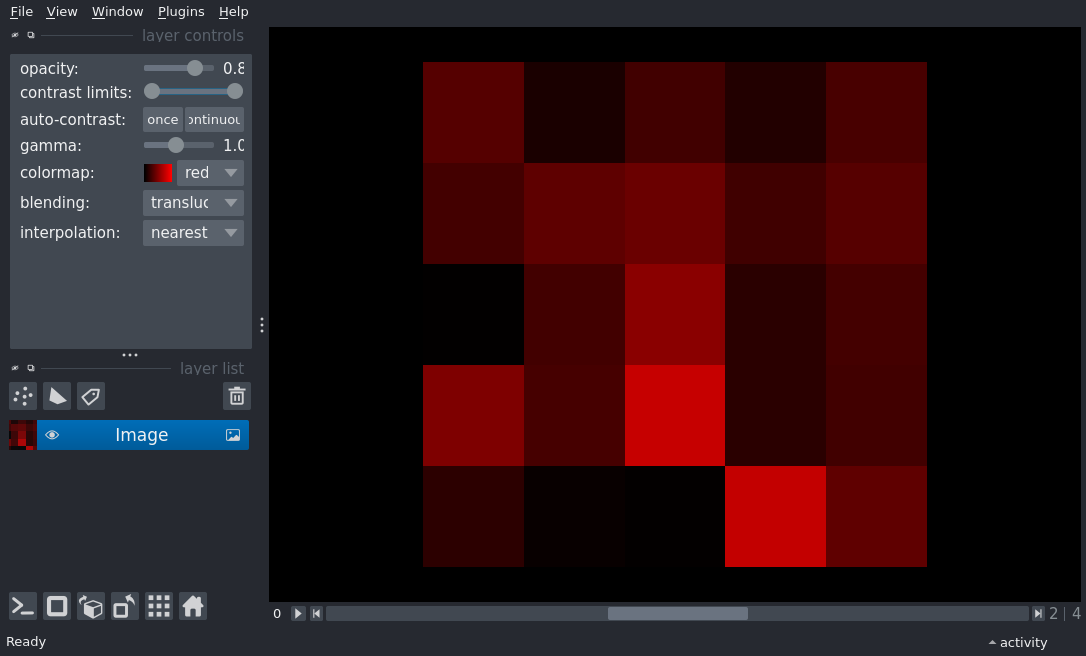 File View Window Plugins Help
layer controls
opacity: 0.8
contrast limits:
auto-contrast: once ontinuou
gamma: 1.0
colormap: red
blending: transluc
interpolation: nearest
layer list
Image
0 2 | 4
Ready activity